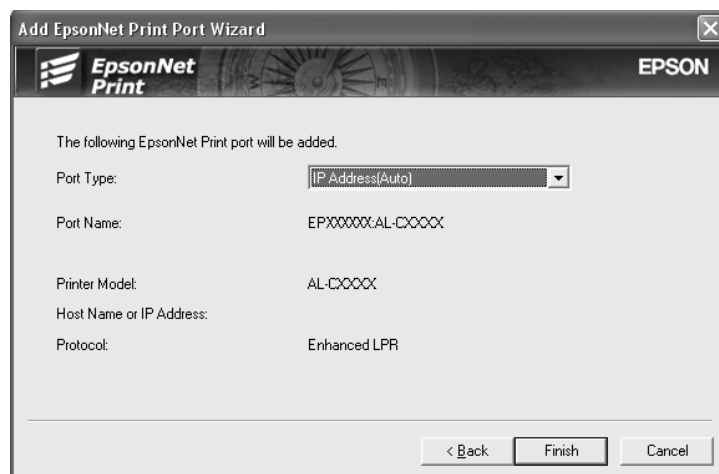 Add EpsonNet Print Port Wizard
EpsonNet
Print
EPSON
The following EpsonNet Print port will be added.
Port Type: IP Address(Auto)
Port Name: EPXXXXXX:AL-CXXXX
Printer Model: AL-CXXXX
Host Name or IP Address:
Protocol: Enhanced LPR
< Back Finish Cancel